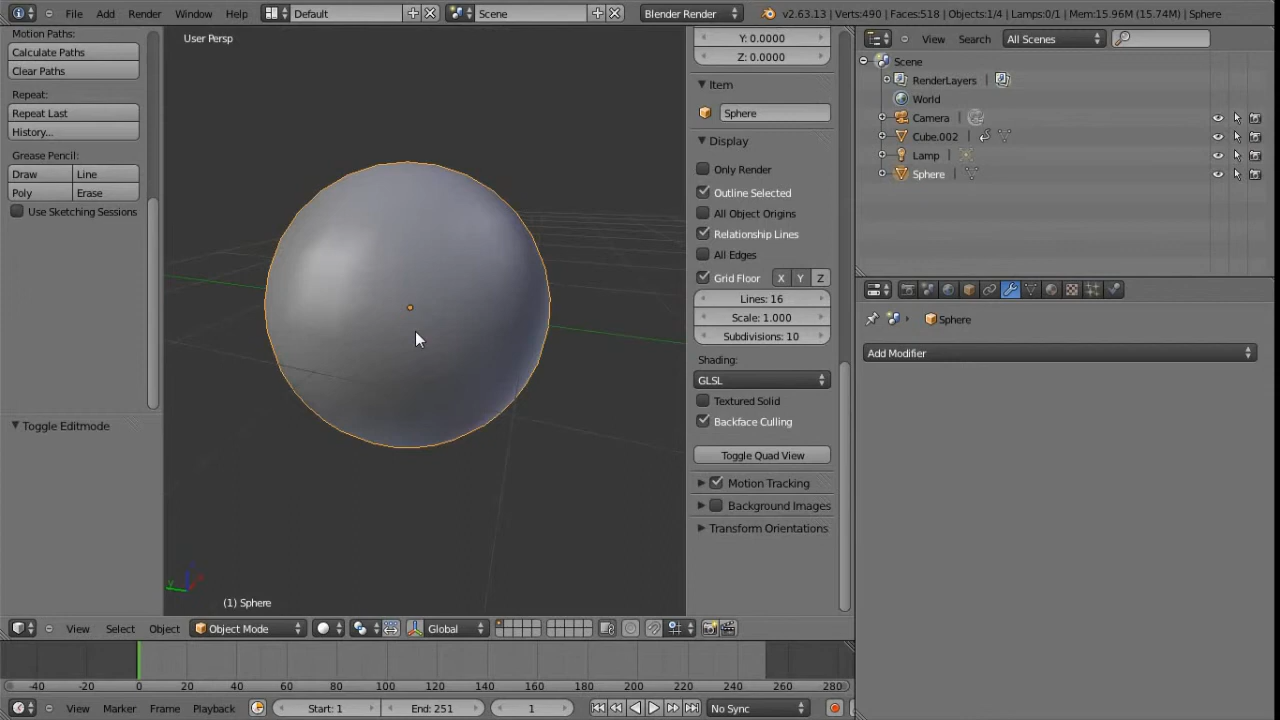 File Add Render Window Help Default Scene Blender Render v2.63.13 | Verts:490 | Faces:518 | Objects:1/4 | Lamps:0/1 | Mem:15.96M (15.74M) | Sphere
Motion Paths:
Calculate Paths
Clear Paths
Repeat:
Repeat Last
History...
Grease Pencil:
Draw Line
Poly Erase
Use Sketching Sessions
Toggle Editmode
User Persp
(1) Sphere
Y: 0.0000
Z: 0.0000
Item
Sphere
Display
Only Render
Outline Selected
All Object Origins
Relationship Lines
All Edges
Grid Floor X Y Z
Lines: 16
Scale: 1.000
Subdivisions: 10
Shading:
GLSL
Textured Solid
Backface Culling
Toggle Quad View
Motion Tracking
Background Images
Transform Orientations
View Search All Scenes
Scene
RenderLayers
World
Camera
Cube.002
Lamp
Sphere
Sphere
Add Modifier
View Select Object Object Mode Global
-40 -20 0 20 40 60 80 100 120 140 160 180 200 220 240 260 280
View Marker Frame Playback Start: 1 End: 251 1 No Sync